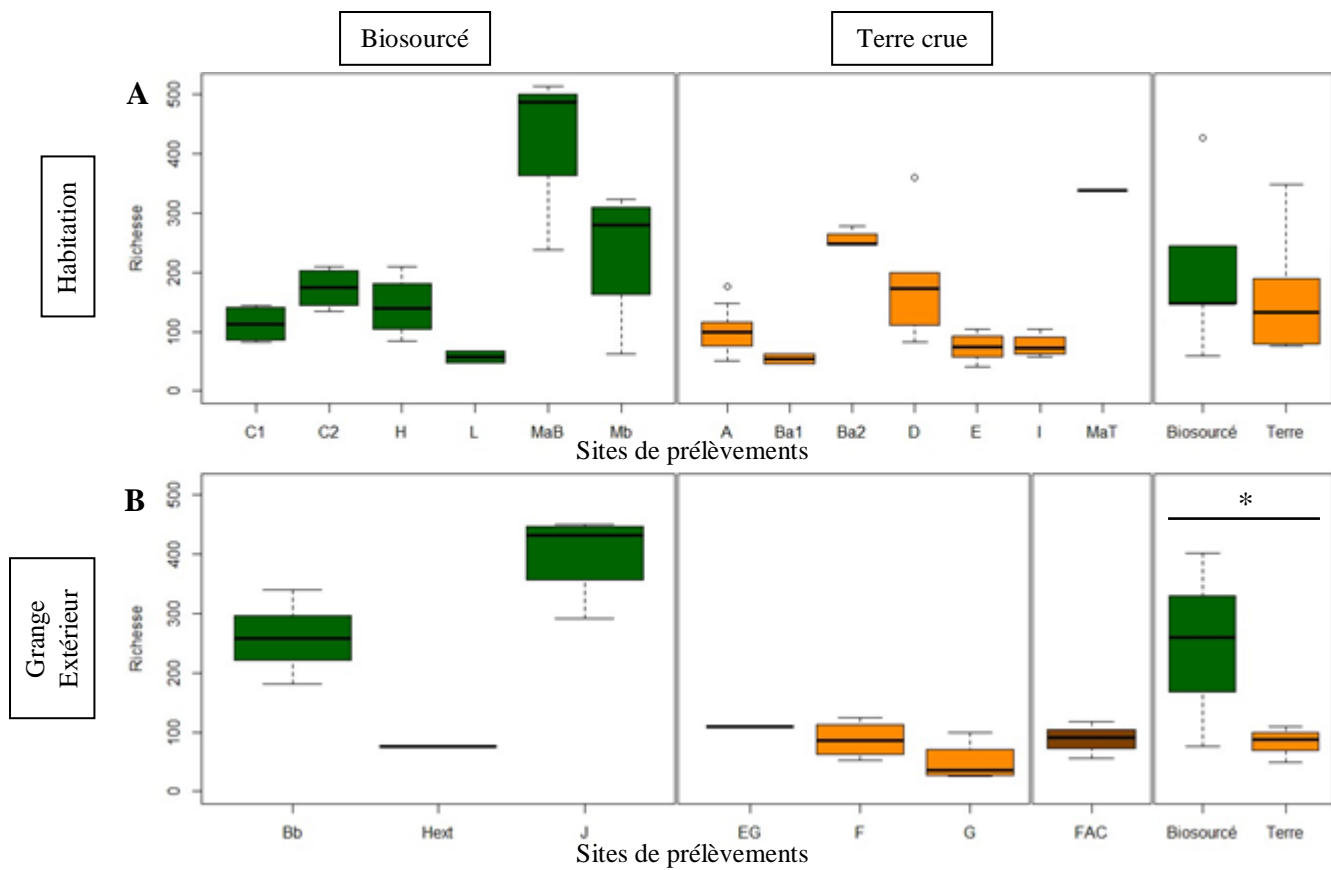 Biosourcé
Terre crue
A
Habitation
Richesse
500
400
300
200
100
0
C1 C2 H L MaB Mb A Ba1 Ba2 D E I MaT Biosourcé Terre
Sites de prélèvements
B
*
Grange
Extérieur
Richesse
500
400
300
200
100
0
Bb Hext J EG F G FAC Biosourcé Terre
Sites de prélèvements